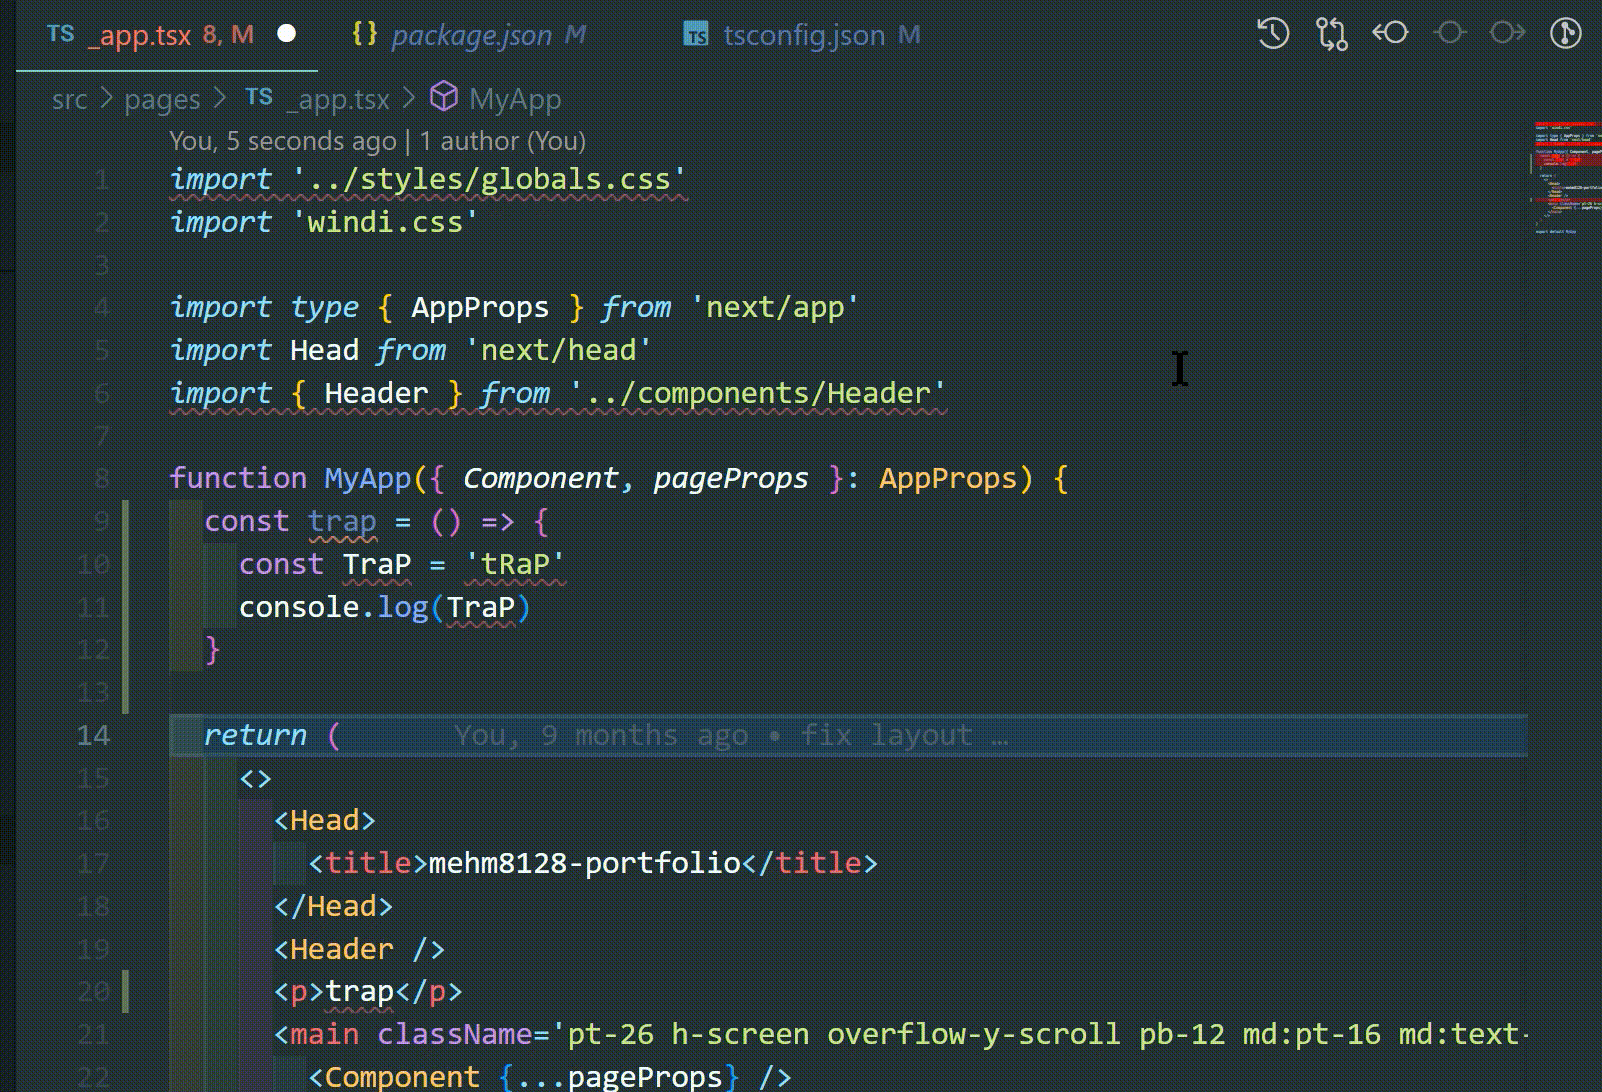 TS _app.tsx 8, M {} package.json M TS tsconfig.json M
src > pages > TS _app.tsx > MyApp
You, 5 seconds ago | 1 author (You)
1 import '../styles/globals.css'
2 import 'windi.css'
3
4 import type { AppProps } from 'next/app'
5 import Head from 'next/head'
6 import { Header } from '../components/Header'
7
8 function MyApp({ Component, pageProps }: AppProps) {
9 const trap = () => {
10 const TraP = 'tRaP'
11 console.log(TraP)
12 }
13
14 return ( You, 9 months ago • fix layout …
15 <>
16 <Head>
17 <title>mehm8128-portfolio</title>
18 </Head>
19 <Header />
20 <p>trap</p>
21 <main className='pt-26 h-screen overflow-y-scroll pb-12 md:pt-16 md:text-
22 <Component {...pageProps} />